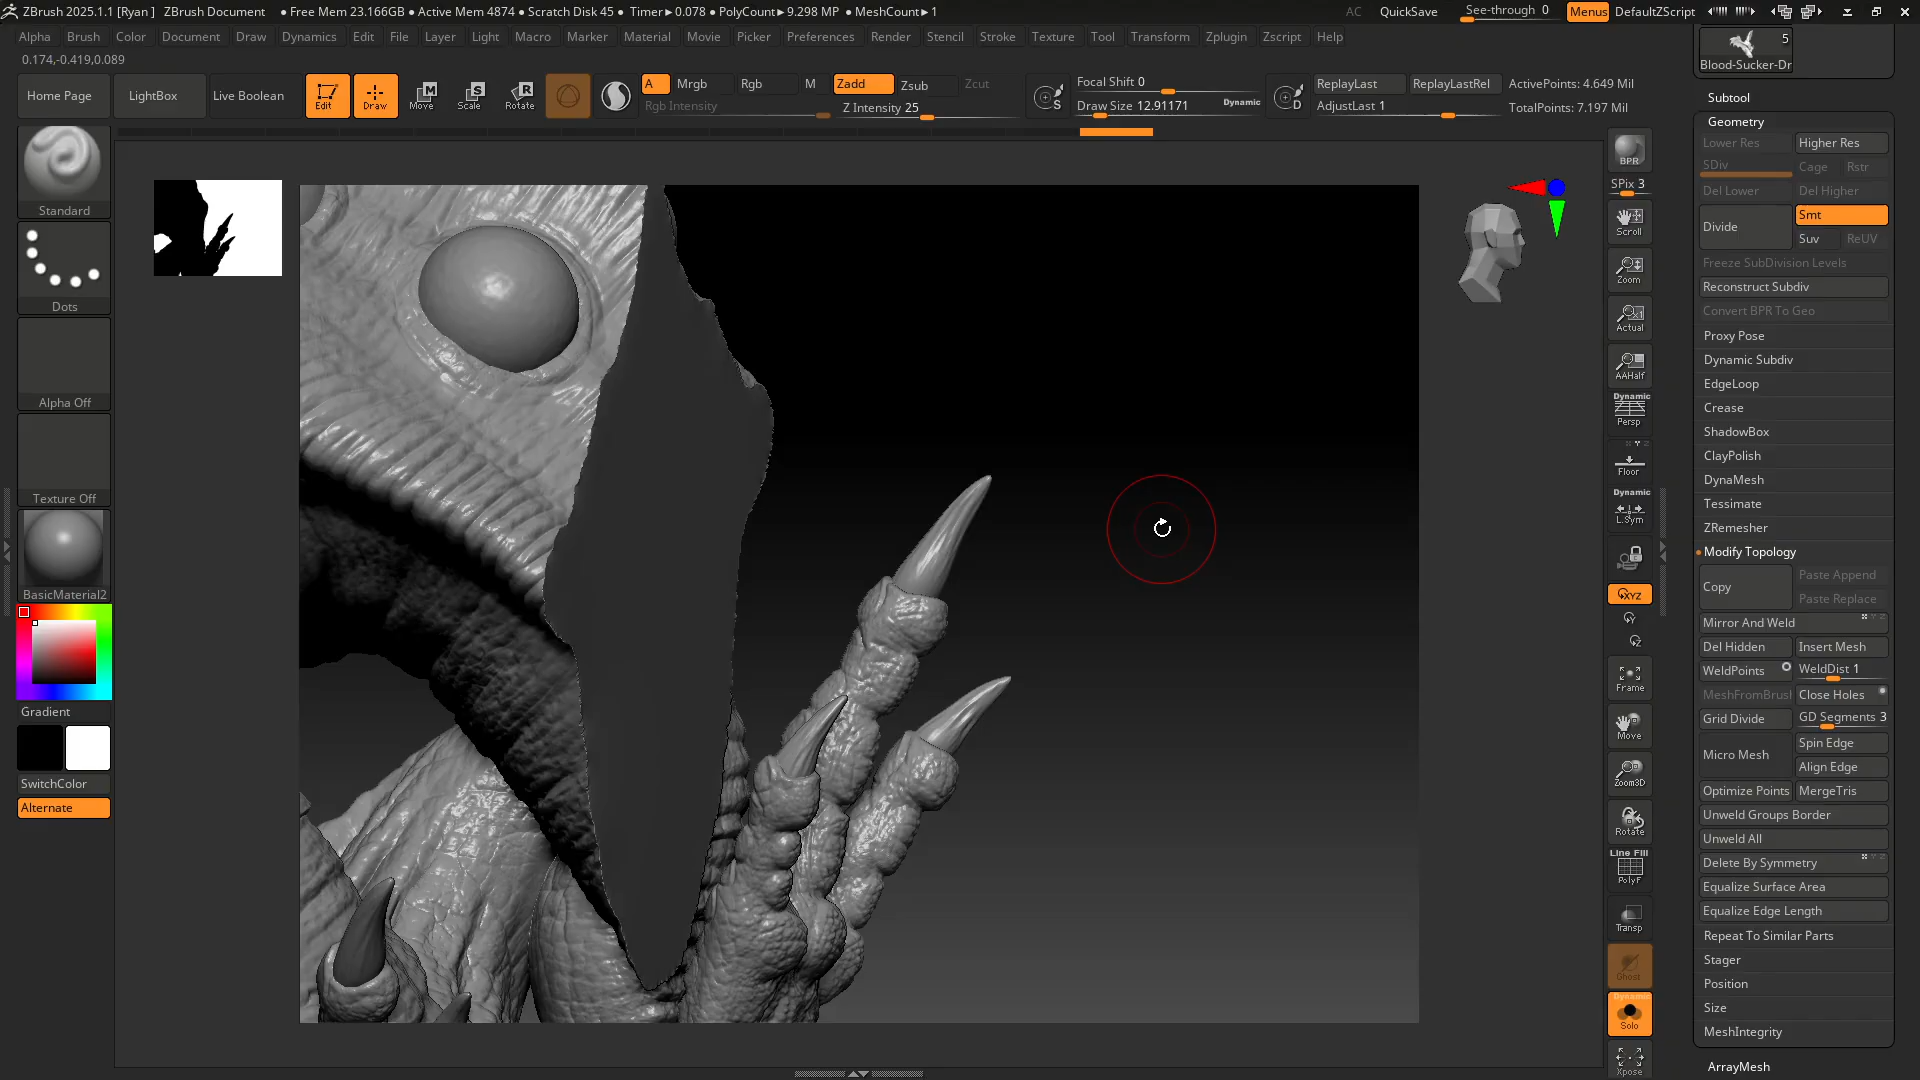 ZBrush 2025.1.1 [Ryan ] ZBrush Document ● Free Mem 23.166GB ● Active Mem 4874 ● Scratch Disk 45 ● Timer►0.078 ● PolyCount►9.298 MP ● MeshCount►1 AC QuickSave See-through 0 Menus DefaultZScript
Alpha Brush Color Document Draw Dynamics Edit File Layer Light Macro Marker Material Movie Picker Preferences Render Stencil Stroke Texture Tool Transform Zplugin Zscript Help
0.174,-0.419,0.089
Home Page LightBox Live Boolean Edit Draw Move Scale Rotate
A Mrgb Rgb M Zadd Zsub Zcut
Rgb Intensity Z Intensity 25
Focal Shift 0
Draw Size 12.91171 Dynamic
ReplayLast ReplayLastRel ActivePoints: 4.649 Mil
AdjustLast 1 TotalPoints: 7.197 Mil
Standard
Dots
Alpha Off
Texture Off
BasicMaterial2
Gradient
SwitchColor
Alternate
BPR
SPix 3
Scroll
Zoom
Actual
AAHalf
Dynamic
Persp
Floor
Dynamic
L.Sym
XYZ
Frame
Move
Zoom3D
Rotate
Line Fill
PolyF
Transp
Ghost
Dynamic
Solo
Xpose
5
Blood-Sucker-Dr
Subtool
Geometry
Lower Res Higher Res
SDiv Cage Rstr
Del Lower Del Higher
Divide Smt
Suv ReUV
Freeze SubDivision Levels
Reconstruct Subdiv
Convert BPR To Geo
Proxy Pose
Dynamic Subdiv
EdgeLoop
Crease
ShadowBox
ClayPolish
DynaMesh
Tessimate
ZRemesher
Modify Topology
Copy Paste Append
Paste Replace
Mirror And Weld
Del Hidden Insert Mesh
WeldPoints WeldDist 1
MeshFromBrush Close Holes
Grid Divide GD Segments 3
Micro Mesh Spin Edge
Align Edge
Optimize Points MergeTris
Unweld Groups Border
Unweld All
Delete By Symmetry
Equalize Surface Area
Equalize Edge Length
Repeat To Similar Parts
Stager
Position
Size
MeshIntegrity
ArrayMesh